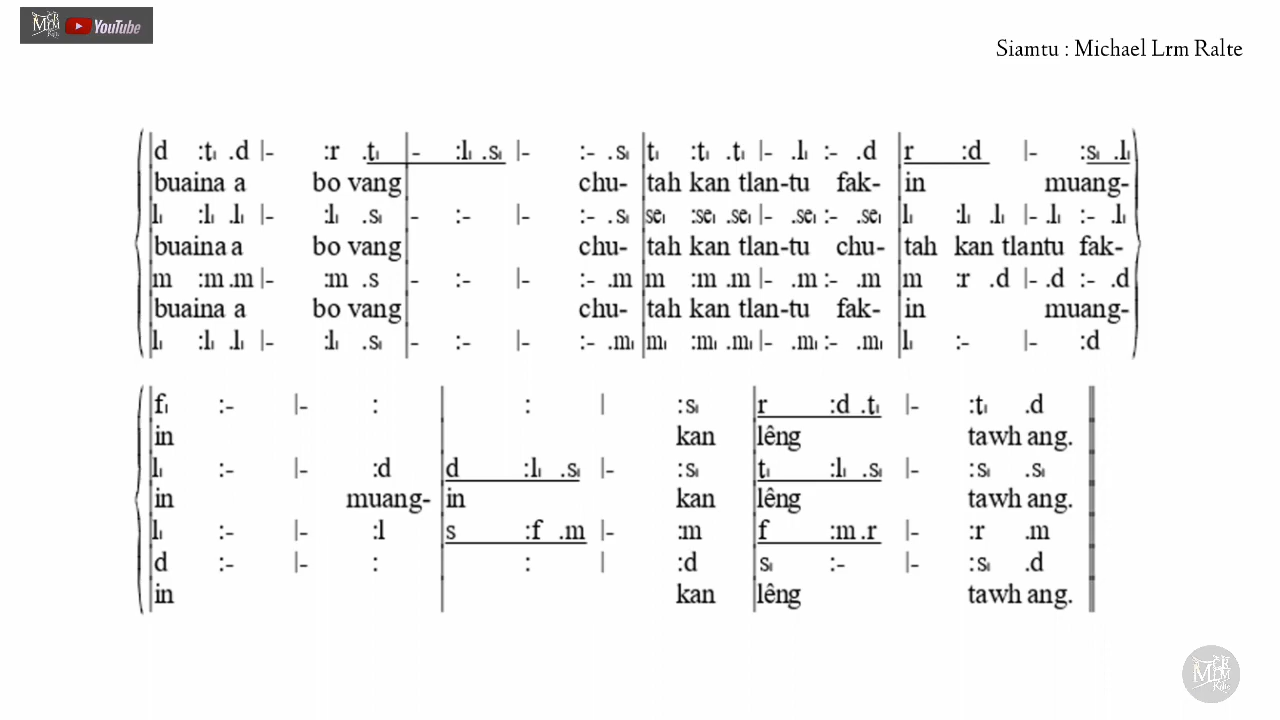 YouTube
Siamtu : Michael Lrm Ralte
d :t₁ .d |- :r .t₁ |- :l₁ .s₁ |- :- .s₁ |t₁ :t₁ .t₁ |- .l₁ :- .d |r :d |- :s₁ .l₁
buaina a bo vang chu- tah kan tlan-tu fak- in muang-
l₁ :l₁ .l₁ |- :l₁ .s₁ |- :- |- :- .s₁ |se₁ :se₁ .se₁ |- .se₁ :- .se₁ |l₁ :l₁ .l₁ |- .l₁ :- .l₁
buaina a bo vang chu- tah kan tlan-tu chu- tah kan tlantu fak-
m :m .m |- :m .s |- :- |- :- .m |m :m .m |- .m :- .m |m :r .d |- .d :- .d
buaina a bo vang chu- tah kan tlan-tu fak- in muang-
l₁ :l₁ .l₁ |- :l₁ .s₁ |- :- |- :- .m₁ |m₁ :m₁ .m₁ |- .m₁ :- .m₁ |l₁ :- |- :d
f₁ :- |- : | : | :s₁ |r :d .t₁ |- :t₁ .d
in kan lêng tawh ang.
l₁ :- |- :d |d :l₁ .s₁ |- :s₁ |t₁ :l₁ .s₁ |- :s₁ .s₁
in muang- in kan lêng tawh ang.
l₁ :- |- :l |s :f .m |- :m |f :m .r |- :r .m
d :- |- : | : | :d |s₁ :- |- :s₁ .d
in kan lêng tawh ang.